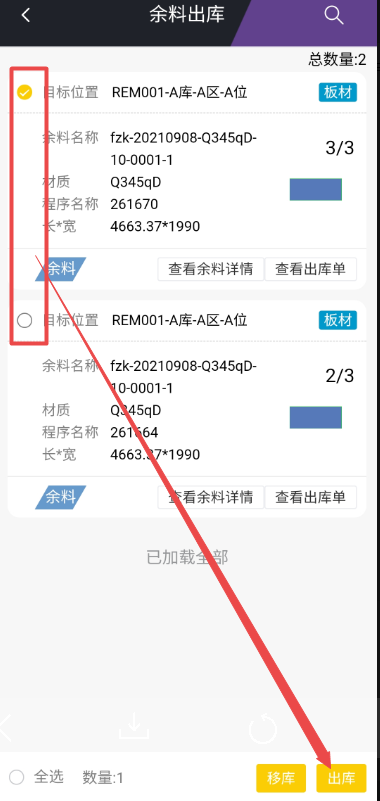 余料出库
总数量:2
目标位置 REM001-A库-A区-A位 板材
余料名称 fzk-20210908-Q345qD-
10-0001-1
3/3
材质 Q345qD
程序名称 261670
长*宽 4663.37*1990
余料 查看余料详情 查看出库单
目标位置 REM001-A库-A区-A位 板材
余料名称 fzk-20210908-Q345qD-
10-0001-1
2/3
材质 Q345qD
程序名称 261664
长*宽 4663.37*1990
余料 查看余料详情 查看出库单
已加载全部
全选 数量:1 移库 出库